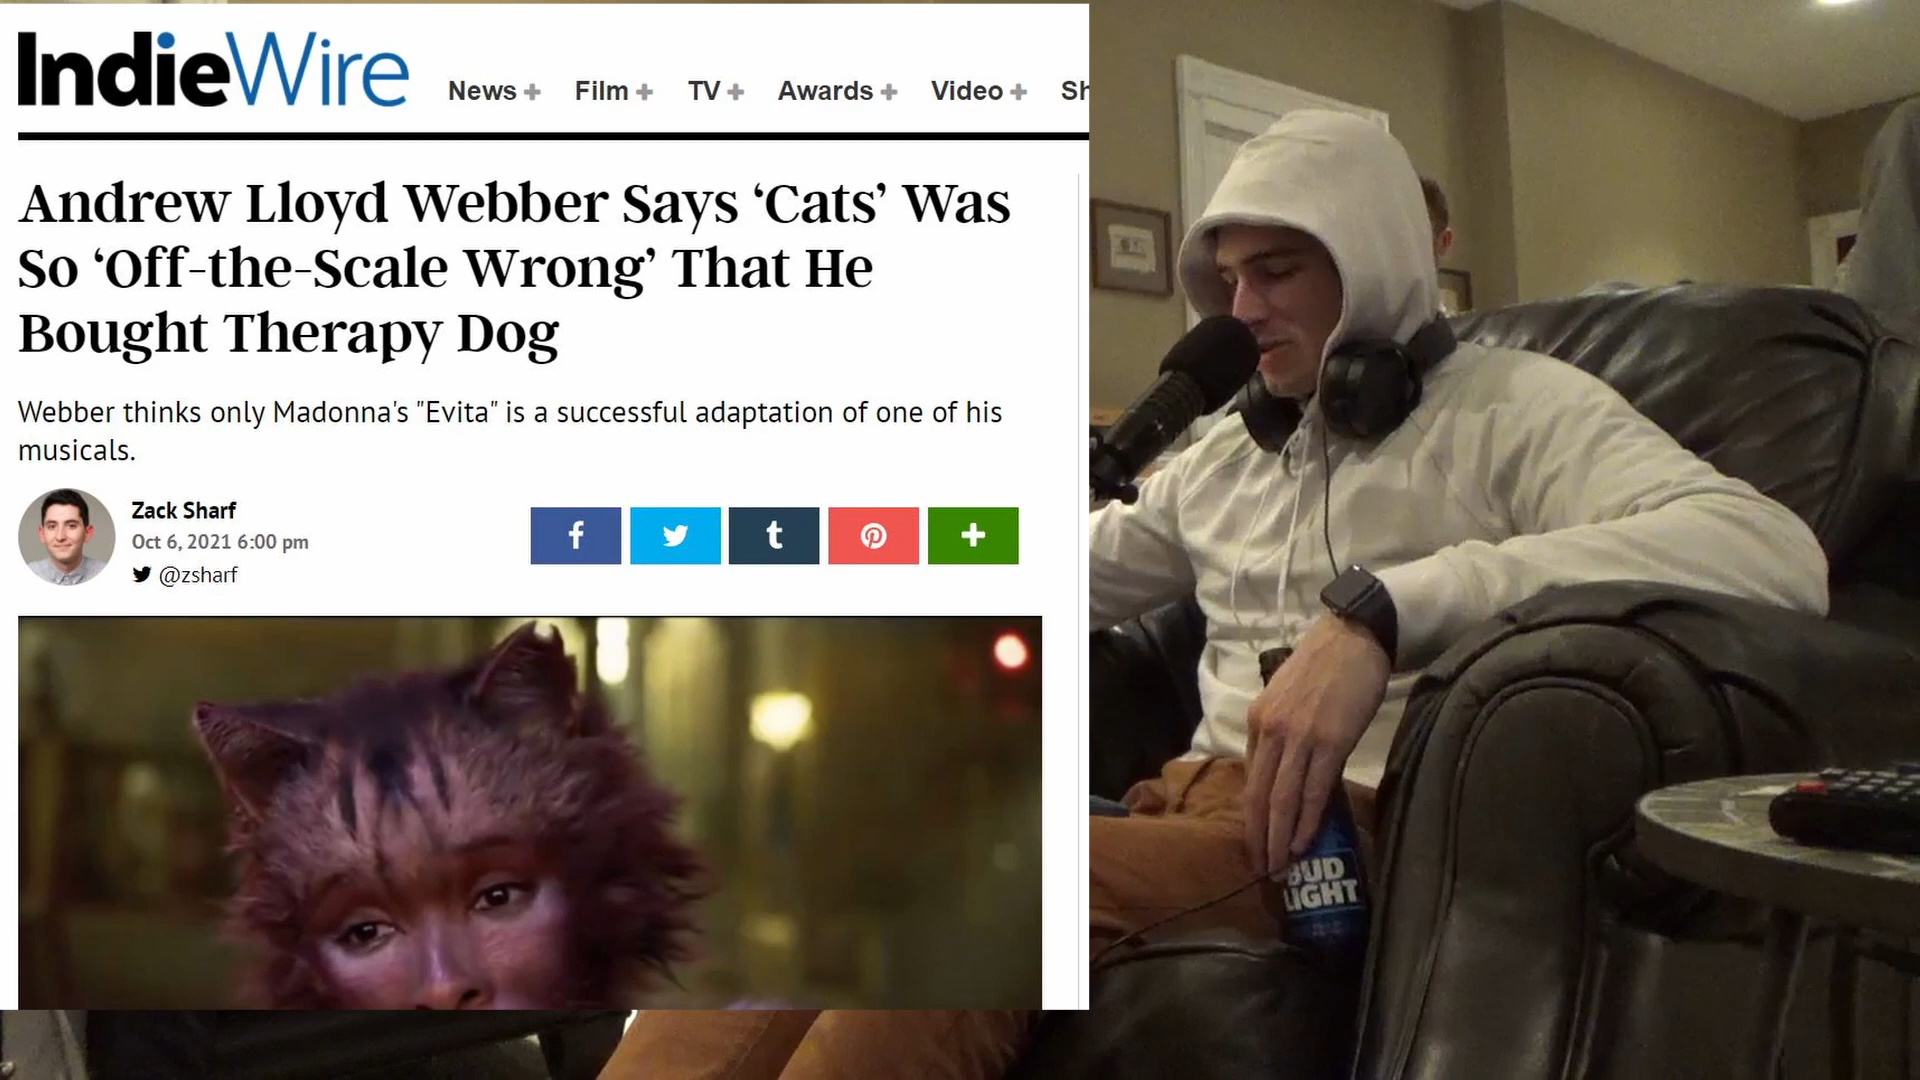 IndieWire
News + Film + TV + Awards + Video + Sh
Andrew Lloyd Webber Says ‘Cats’ Was
So ‘Off-the-Scale Wrong’ That He
Bought Therapy Dog
Webber thinks only Madonna's "Evita" is a successful adaptation of one of his
musicals.
Zack Sharf
Oct 6, 2021 6:00 pm
@zsharf
BUD
LIGHT